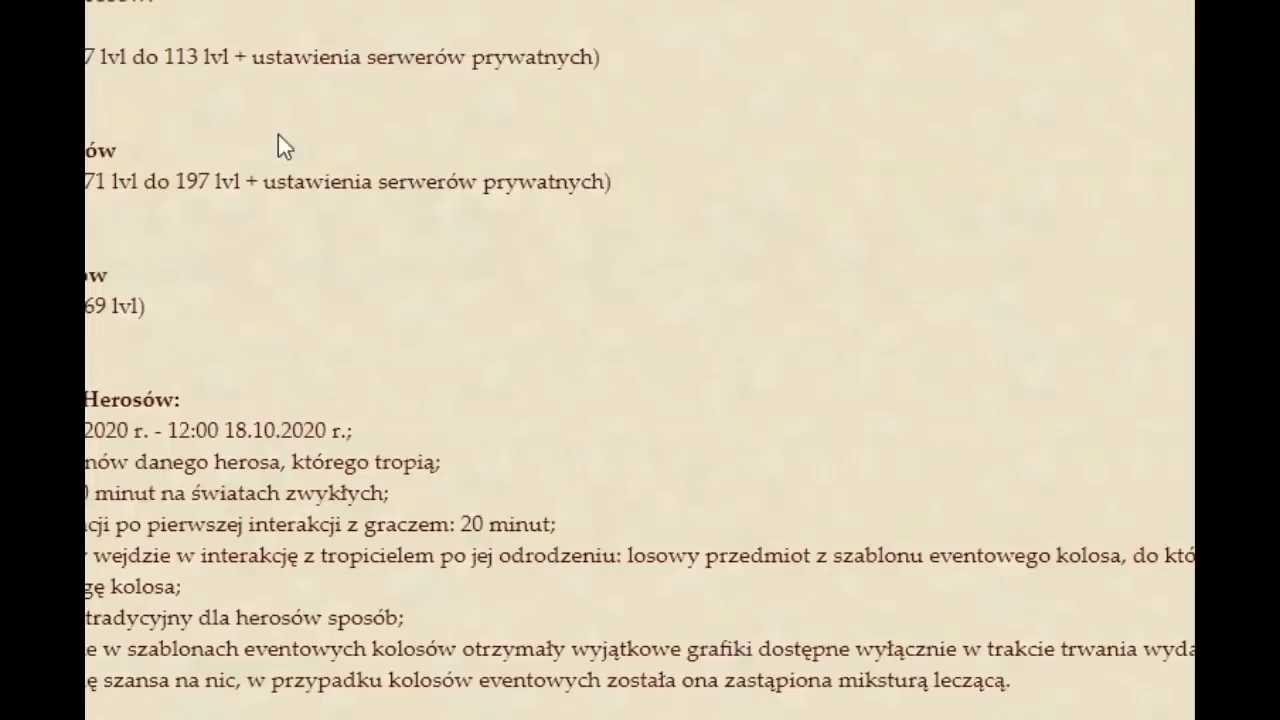 7 lvl do 113 lvl + ustawienia serwerów prywatnych)
ów
71 lvl do 197 lvl + ustawienia serwerów prywatnych)
ów
69 lvl)
Herosów:
2020 r. - 12:00 18.10.2020 r.;
nów danego herosa, którego tropią;
minut na światach zwykłych;
cji po pierwszej interakcji z graczem: 20 minut;
wejdzie w interakcję z tropicielem po jej odrodzeniu: losowy przedmiot z szablonu eventowego kolosa, do któ
gę kolosa;
tradycyjny dla herosów sposób;
e w szablonach eventowych kolosów otrzymały wyjątkowe grafiki dostępne wyłącznie w trakcie trwania wyda
ę szansa na nic, w przypadku kolosów eventowych została ona zastąpiona miksturą leczącą.